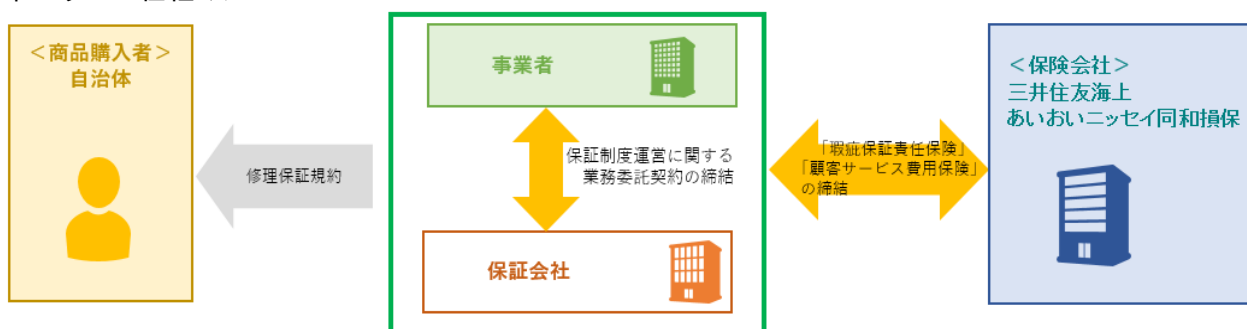 ＜商品購入者＞
自治体
修理保証規約
事業者
保証制度運営に関する
業務委託契約の締結
保証会社
「瑕疵保証責任保険」
「顧客サービス費用保険」
の締結
＜保険会社＞
三井住友海上
あいおいニッセイ同和損保